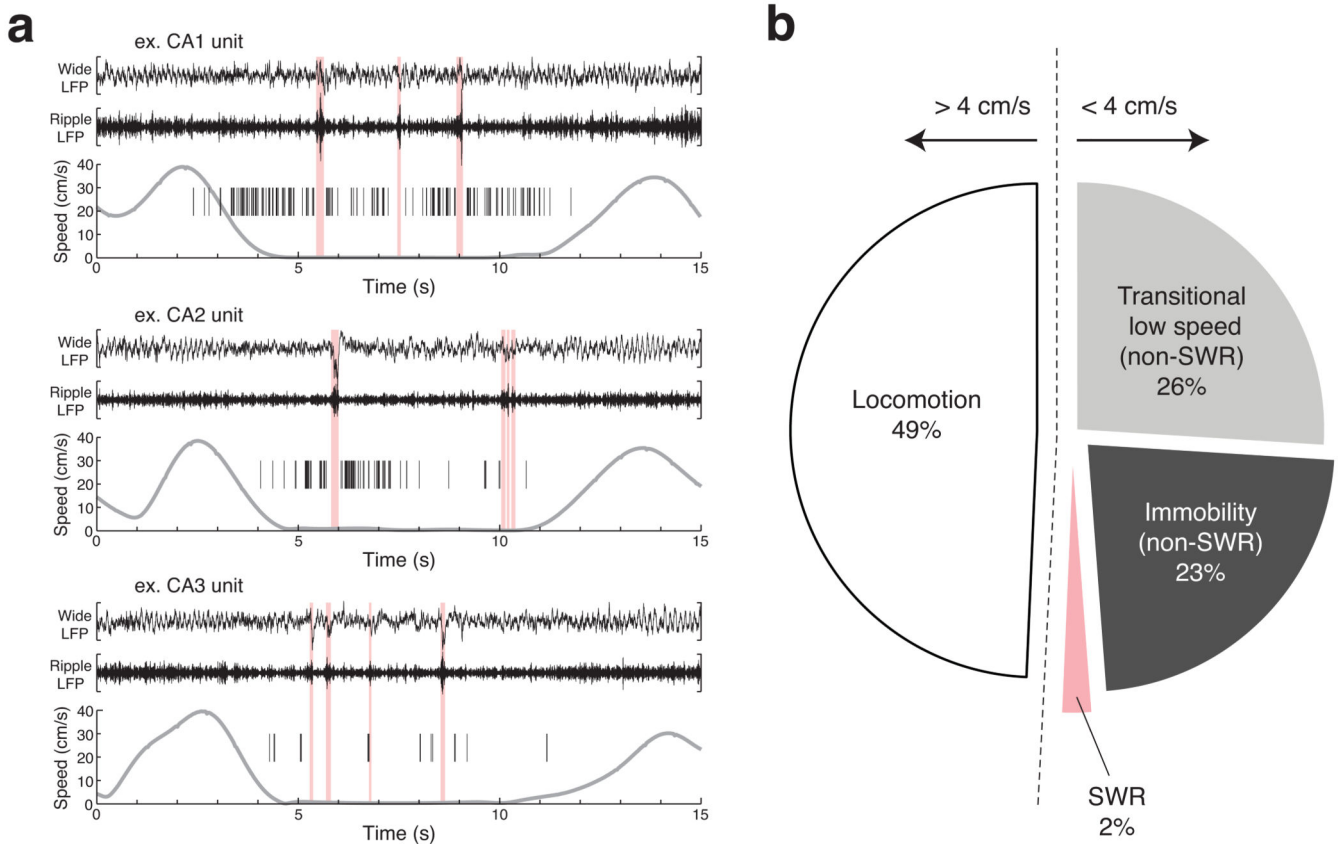 a
ex. CA1 unit
Wide
LFP
Ripple
LFP
Speed (cm/s)
40
30
20
10
0
0
5
10
15
Time (s)
ex. CA2 unit
Wide
LFP
Ripple
LFP
Speed (cm/s)
40
30
20
10
0
0
5
10
15
Time (s)
ex. CA3 unit
Wide
LFP
Ripple
LFP
Speed (cm/s)
40
30
20
10
0
0
5
10
15
Time (s)
b
> 4 cm/s
< 4 cm/s
Locomotion
49%
Transitional
low speed
(non-SWR)
26%
Immobility
(non-SWR)
23%
SWR
2%